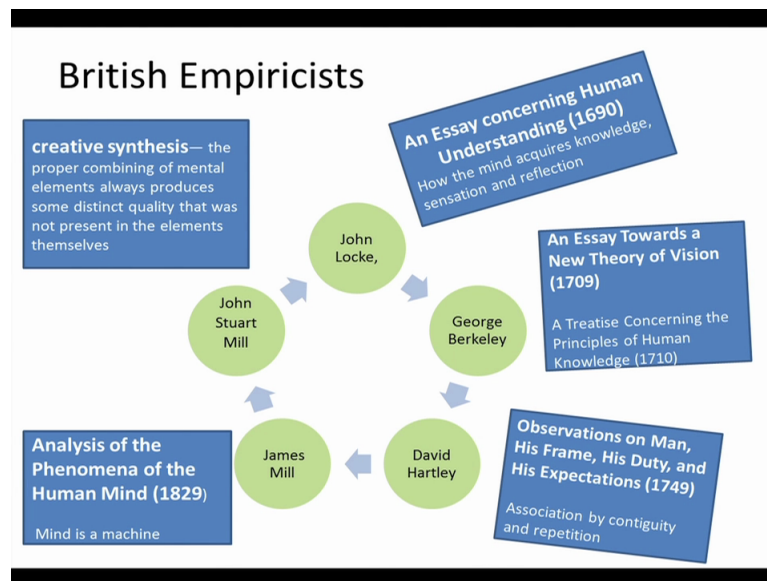 British Empiricists
An Essay concerning Human
Understanding (1690)
How the mind acquires knowledge,
sensation and reflection
creative synthesis— the
proper combining of mental
elements always produces
some distinct quality that was
not present in the elements
themselves
John
Locke,
An Essay Towards a
New Theory of Vision
(1709)
A Treatise Concerning the
Principles of Human
Knowledge (1710)
George
Berkeley
John
Stuart
Mill
David
Hartley
Observations on Man,
His Frame, His Duty, and
His Expectations (1749)
Association by contiguity
and repetition
James
Mill
Analysis of the
Phenomena of the
Human Mind (1829)
Mind is a machine